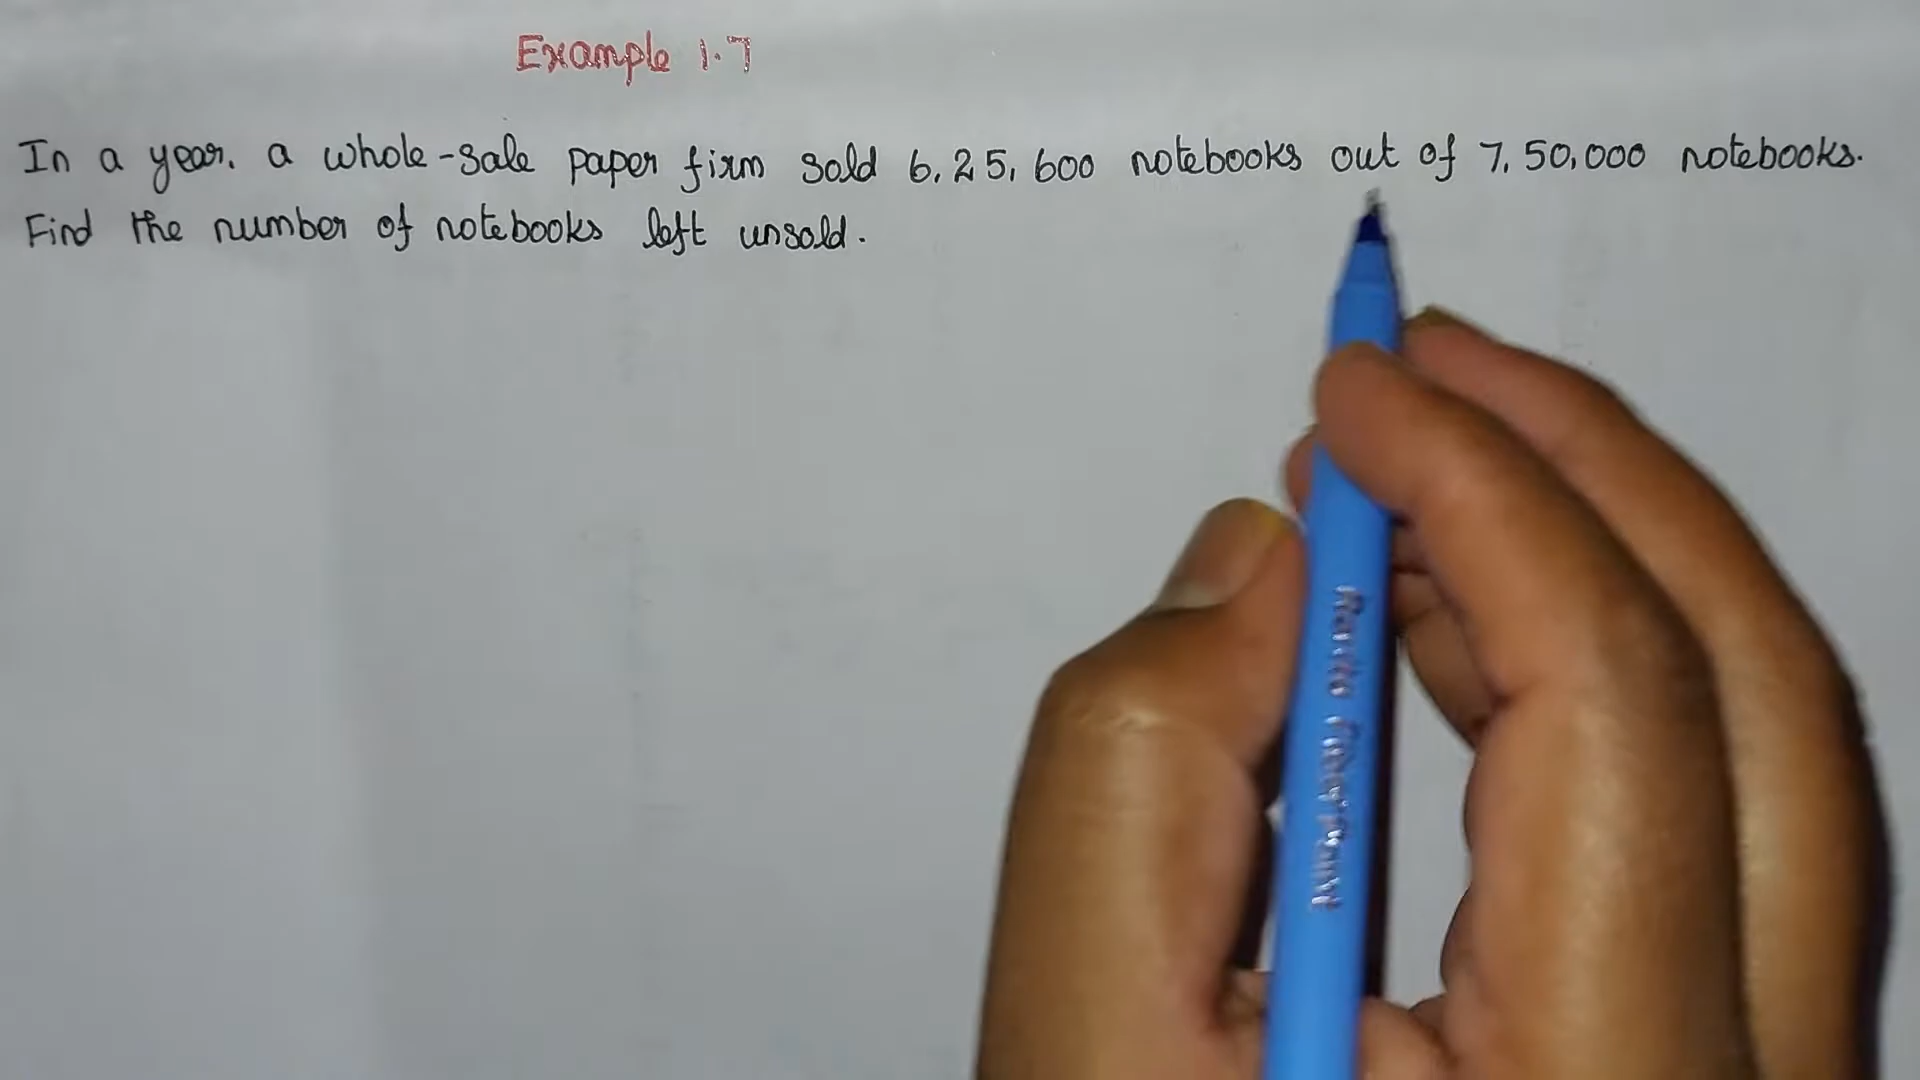 Example 1.7
In a year, a whole-sale paper firm sold 6,25,600 notebooks out of 7,50,000 notebooks.
Find the number of notebooks left unsold.